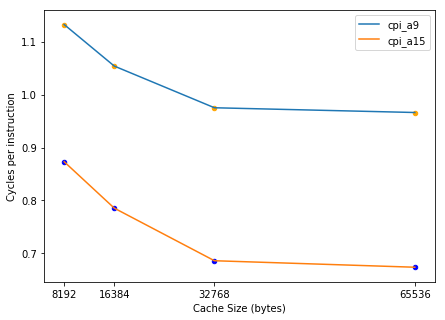 cpi_a9
cpi_a15
1.1
1.0
0.9
0.8
0.7
Cycles per instruction
8192 16384 32768 65536
Cache Size (bytes)